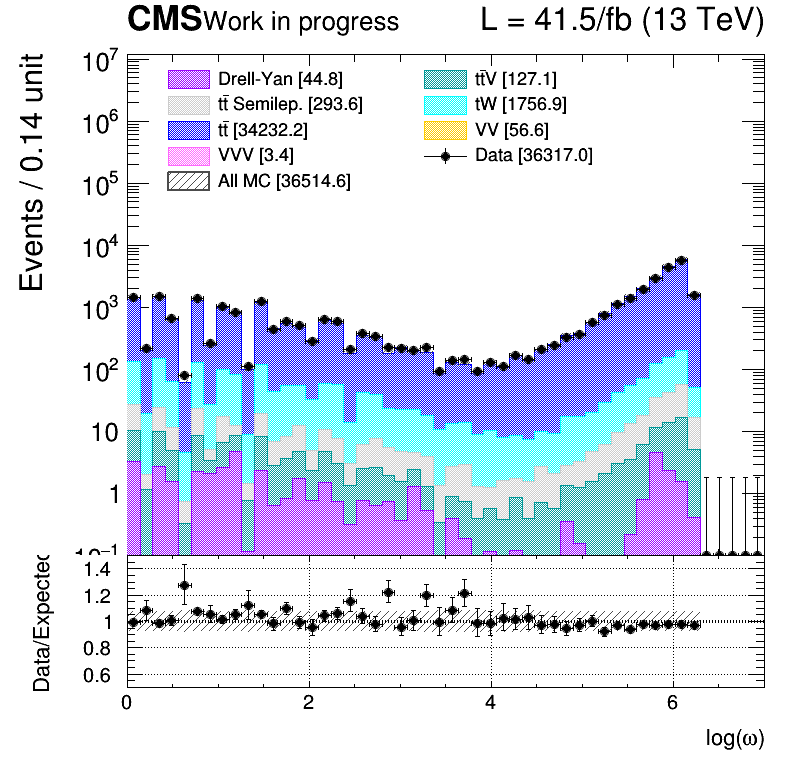 CMS Work in progress L = 41.5/fb (13 TeV)
Events / 0.14 unit
10⁷
10⁶
10⁵
10⁴
10³
10²
10
1
10⁻¹
Drell-Yan [44.8]
tt̄ Semilep. [293.6]
tt̄ [34232.2]
VVV [3.4]
All MC [36514.6]
tt̄V [127.1]
tW [1756.9]
VV [56.6]
Data [36317.0]
Data/Expected
1.4
1.2
1
0.8
0.6
0 2 4 6
log(ω)